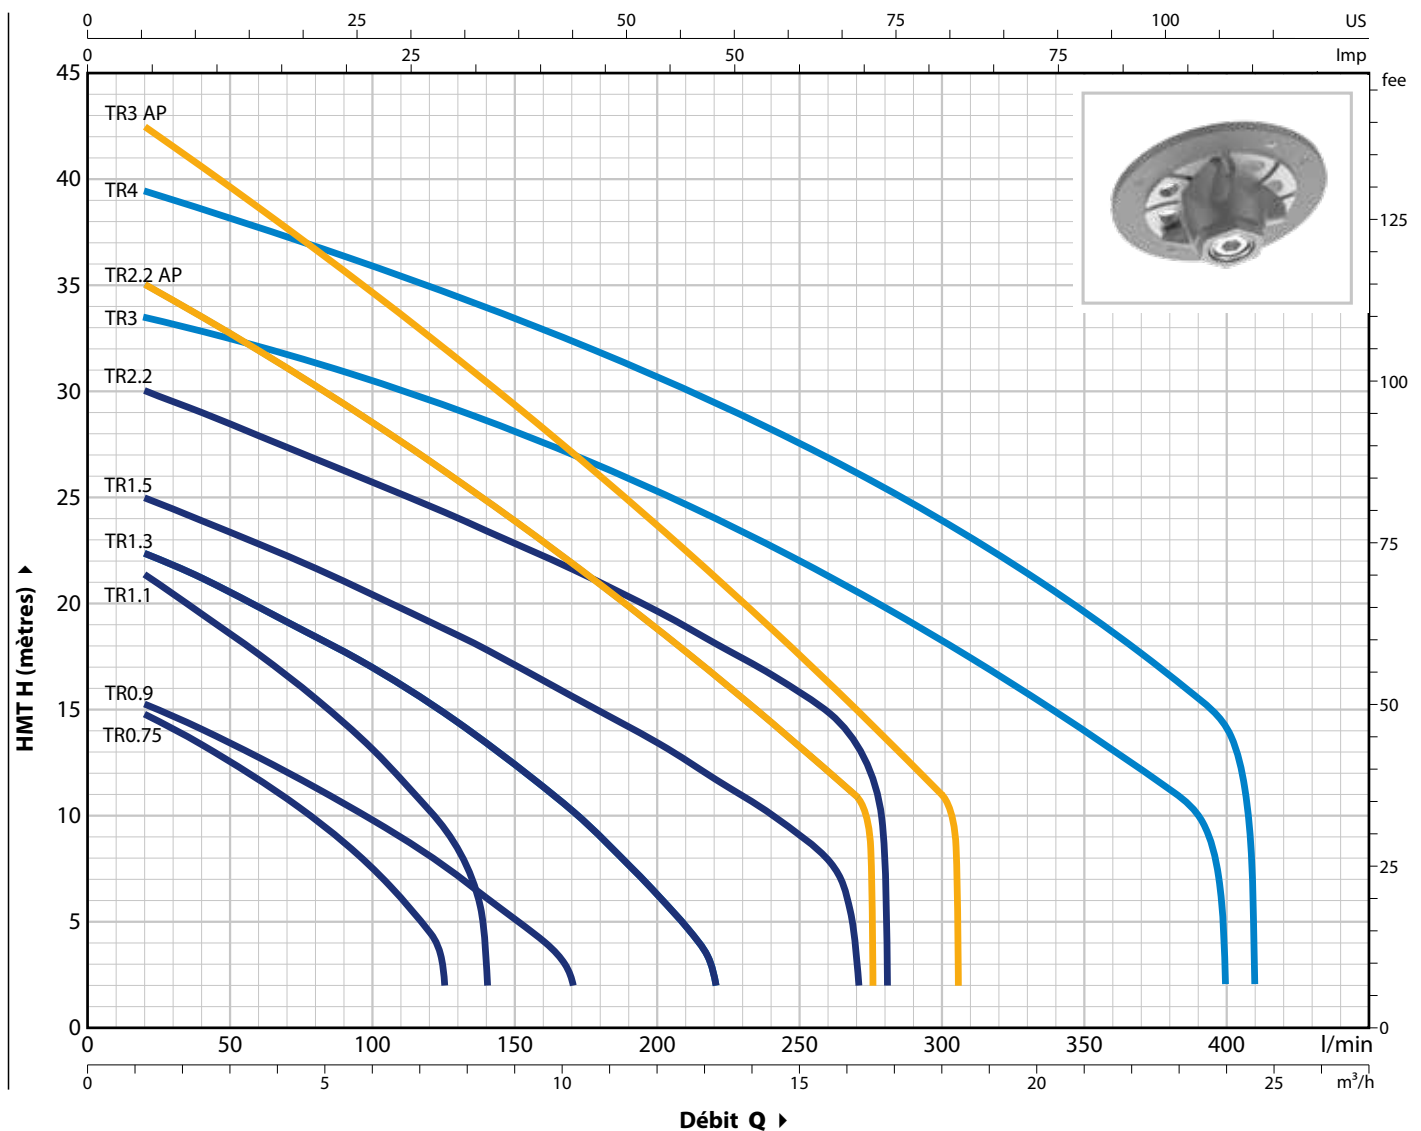 0 25 50 75 100 US
0 25 50 75 Imp
45 fee
TR3 AP
40
TR4
125
TR2.2 AP
35
TR3
TR2.2
100
30
TR1.5
25
TR1.3
75
TR1.1
20
HMT H (mètres)
TR0.9
15 50
TR0.75
10
25
5
0 0
0 50 100 150 200 250 300 350 400 l/min
0 5 10 15 20 25 m³/h
Débit Q